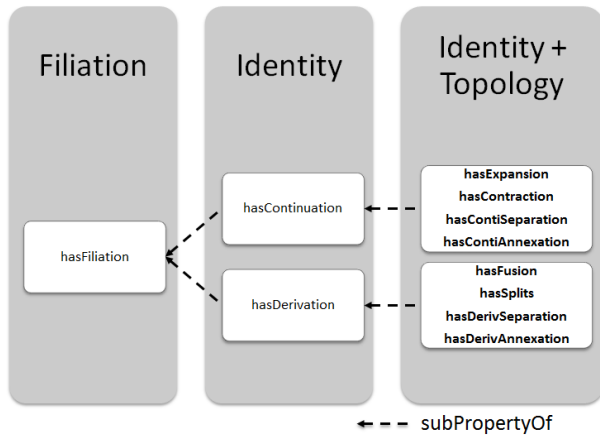 Filiation
hasFiliation
Identity
hasContinuation
hasDerivation
Identity +
Topology
hasExpansion
hasContraction
hasContiSeparation
hasContiAnnexation
hasFusion
hasSplits
hasDerivSeparation
hasDerivAnnexation
subPropertyOf